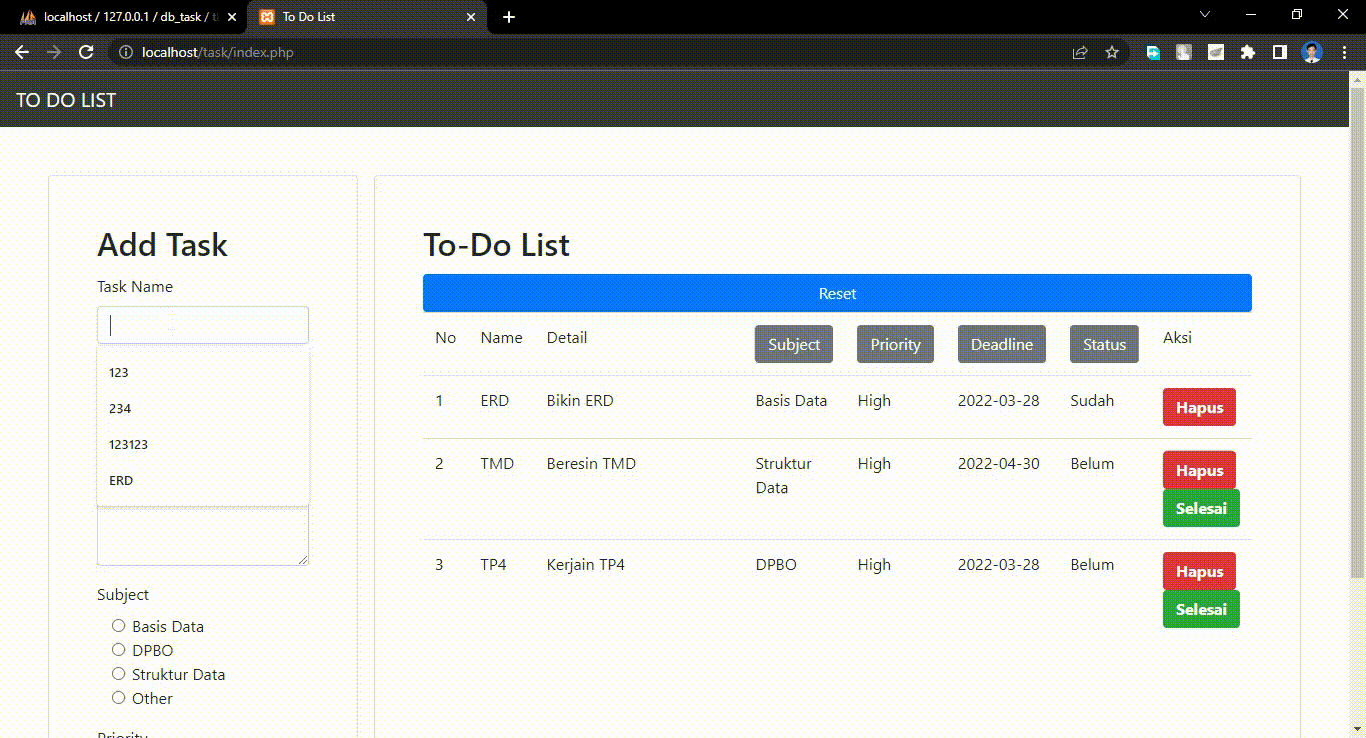 localhost / 127.0.0.1 / db_task /
To Do List
localhost/task/index.php
TO DO LIST
Add Task
Task Name
123
234
123123
ERD
Subject
Basis Data
DPBO
Struktur Data
Other
Priority
To-Do List
Reset
No Name Detail Subject Priority Deadline Status Aksi
1 ERD Bikin ERD Basis Data High 2022-03-28 Sudah Hapus
2 TMD Beresin TMD Struktur Data High 2022-04-30 Belum Hapus
Selesai
3 TP4 Kerjain TP4 DPBO High 2022-03-28 Belum Hapus
Selesai